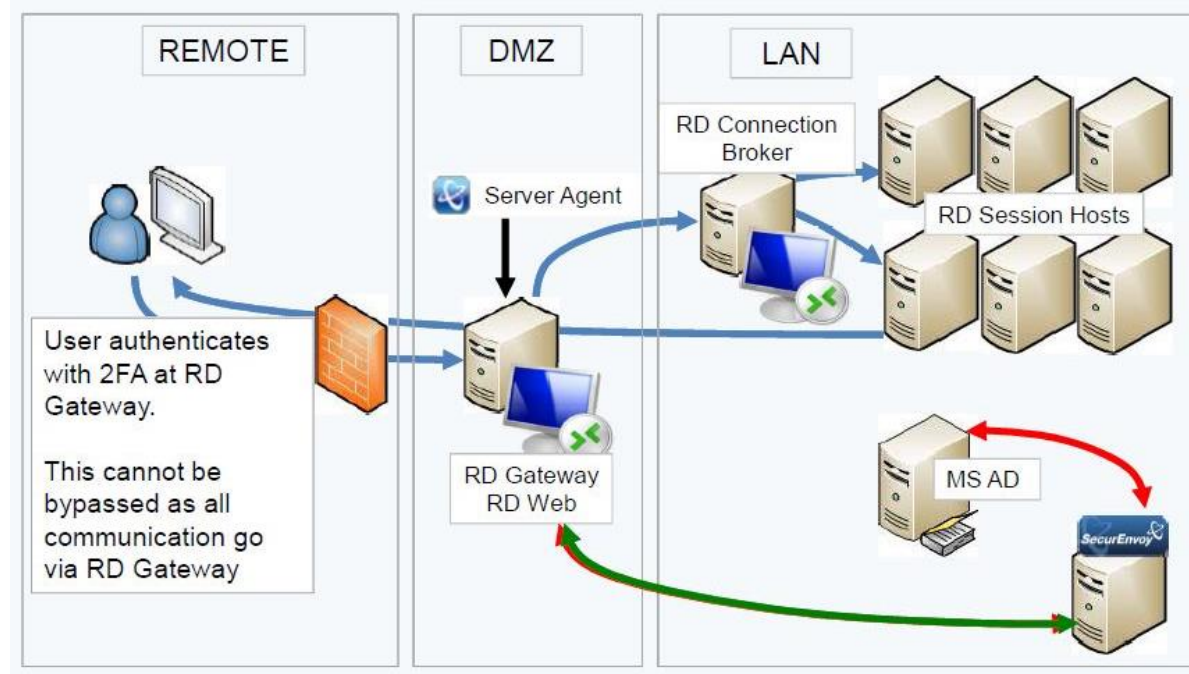 REMOTE
DMZ
LAN
RD Connection
Broker
Server Agent
RD Session Hosts
User authenticates
with 2FA at RD
Gateway.
This cannot be
bypassed as all
communication go
via RD Gateway
RD Gateway
RD Web
MS AD
SecurEnvoy